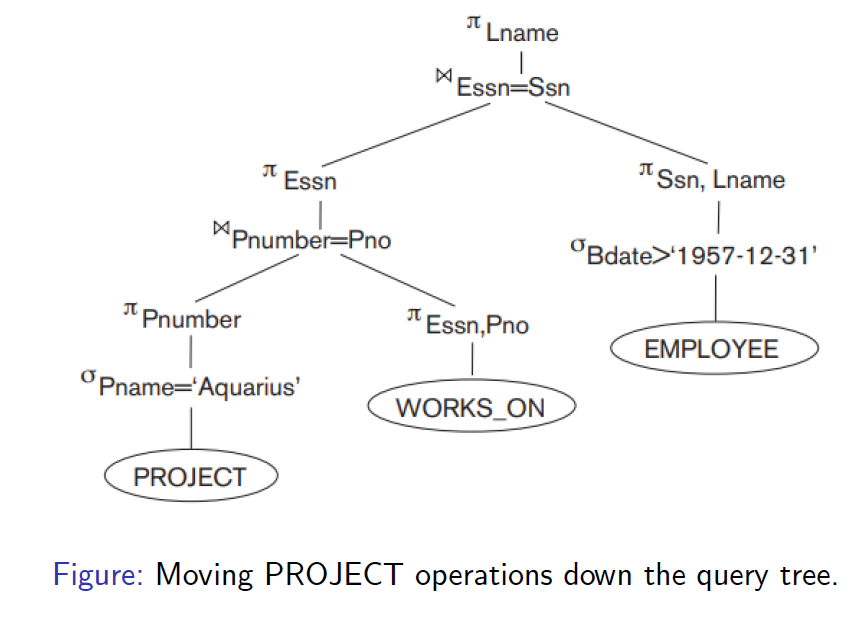 π Lname
⋈ Essn=Ssn
π Essn
π Ssn, Lname
⋈ Pnumber=Pno
σ Bdate>‘1957-12-31’
π Pnumber
π Essn,Pno
EMPLOYEE
σ Pname=‘Aquarius’
WORKS_ON
PROJECT
Figure: Moving PROJECT operations down the query tree.